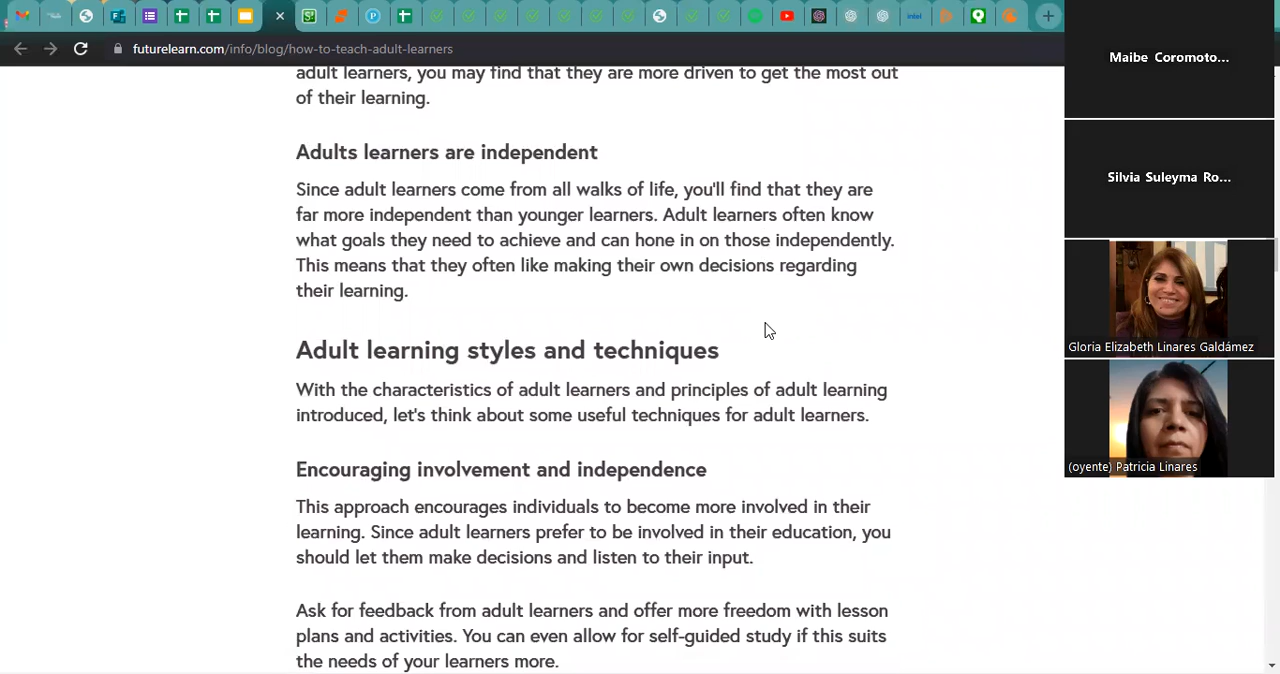 futurelearn.com/info/blog/how-to-teach-adult-learners
adult learners, you may find that they are more driven to get the most out
of their learning.
Adults learners are independent
Since adult learners come from all walks of life, you'll find that they are
far more independent than younger learners. Adult learners often know
what goals they need to achieve and can hone in on those independently.
This means that they often like making their own decisions regarding
their learning.
Adult learning styles and techniques
With the characteristics of adult learners and principles of adult learning
introduced, let's think about some useful techniques for adult learners.
Encouraging involvement and independence
This approach encourages individuals to become more involved in their
learning. Since adult learners prefer to be involved in their education, you
should let them make decisions and listen to their input.
Ask for feedback from adult learners and offer more freedom with lesson
plans and activities. You can even allow for self-guided study if this suits
the needs of your learners more.
Maibe Coromoto...
Silvia Suleyma Ro...
Gloria Elizabeth Linares Galdámez
(oyente) Patricia Linares